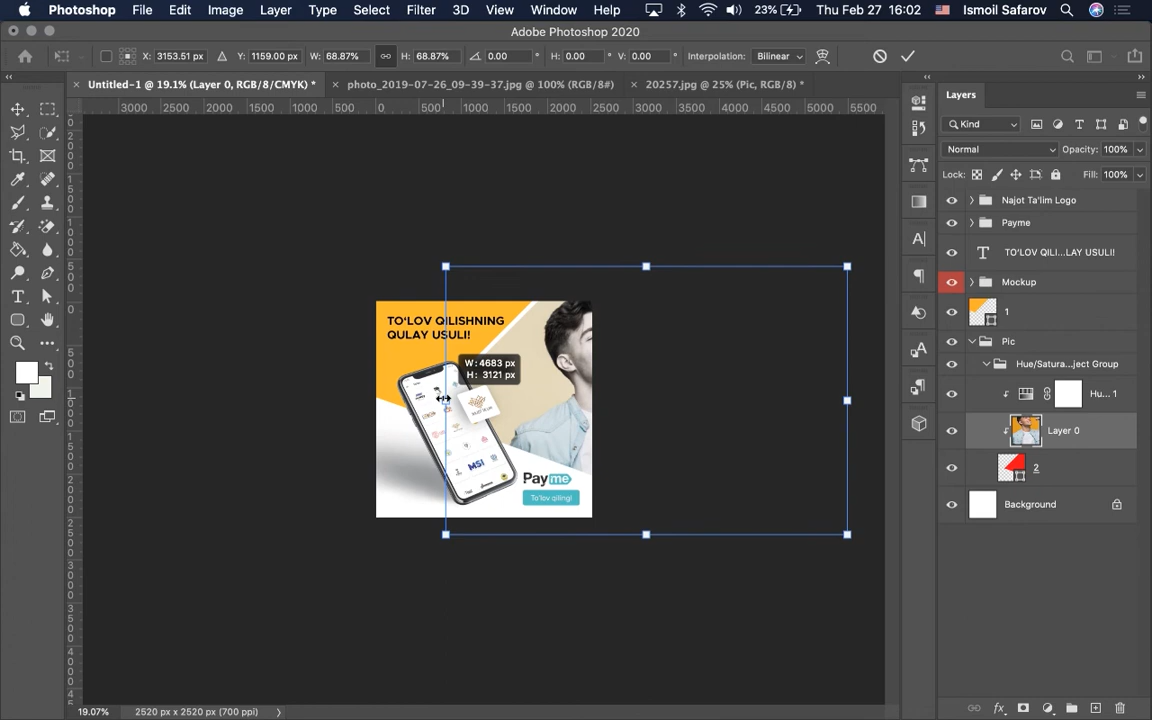 Photoshop File Edit Image Layer Type Select Filter 3D View Window Help 23% Thu Feb 27 16:02 Ismoil Safarov
Adobe Photoshop 2020
X: 3153.51 px Y: 1159.00 px W: 68.87% H: 68.87% 0.00 ° H: 0.00 ° V: 0.00 ° Interpolation: Bilinear
Untitled-1 @ 19.1% (Layer 0, RGB/8/CMYK) * photo_2019-07-26_09-39-37.jpg @ 100% (RGB/8#) 20257.jpg @ 25% (Pic, RGB/8) *
3000 2500 2000 1500 1000 500 0 500 1000 1500 2000 2500 3000 3500 4000 4500 5000 5500
TO'LOV QILISHNING
QULAY USULI!
W: 4683 px
H: 3121 px
MSI
Payme
To'lov qiling!
Layers
Kind
Normal Opacity: 100%
Lock: Fill: 100%
Najot Ta'lim Logo
Payme
TO'LOV QILI...LAY USULI!
Mockup
1
Pic
Hue/Satura...ject Group
Hu... 1
Layer 0
2
Background
19.07% 2520 px x 2520 px (700 ppi)